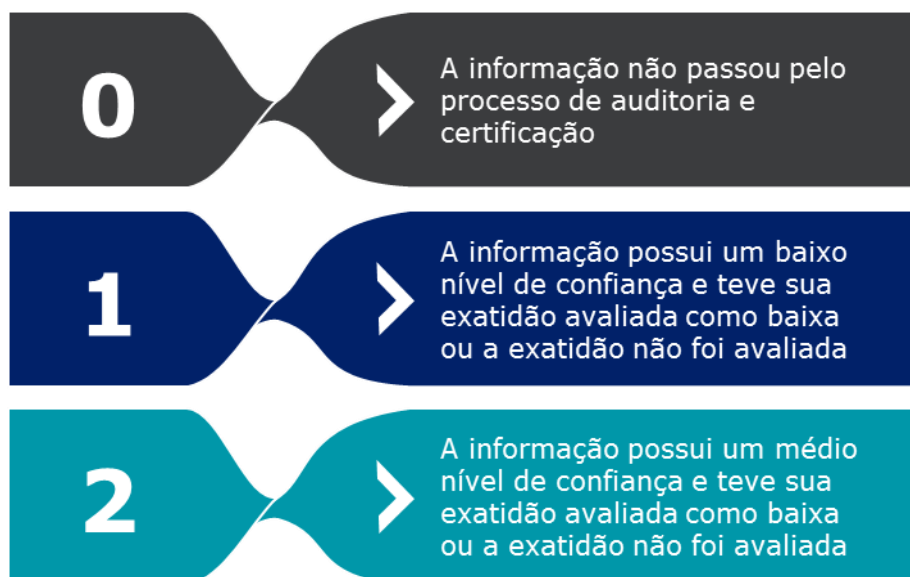 0
A informação não passou pelo
processo de auditoria e
certificação
1
A informação possui um baixo
nível de confiança e teve sua
exatidão avaliada como baixa
ou a exatidão não foi avaliada
2
A informação possui um médio
nível de confiança e teve sua
exatidão avaliada como baixa
ou a exatidão não foi avaliada